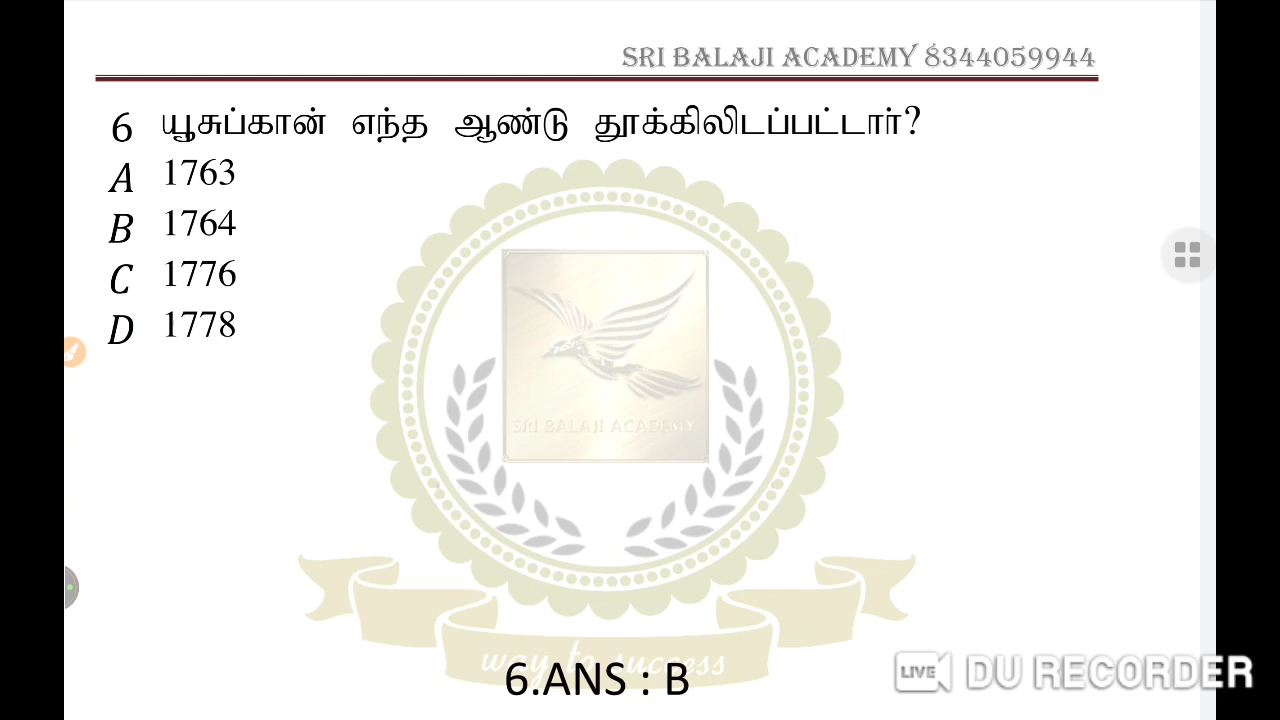 SRI BALAJI ACADEMY 8344059944
6 யூசுப்கான் எந்த ஆண்டு தூக்கிலிடப்பட்டார்?
A 1763
B 1764
C 1776
D 1778
SRI BALAJI ACADEMY
way to success
6.ANS : B
LIVE DU RECORDER